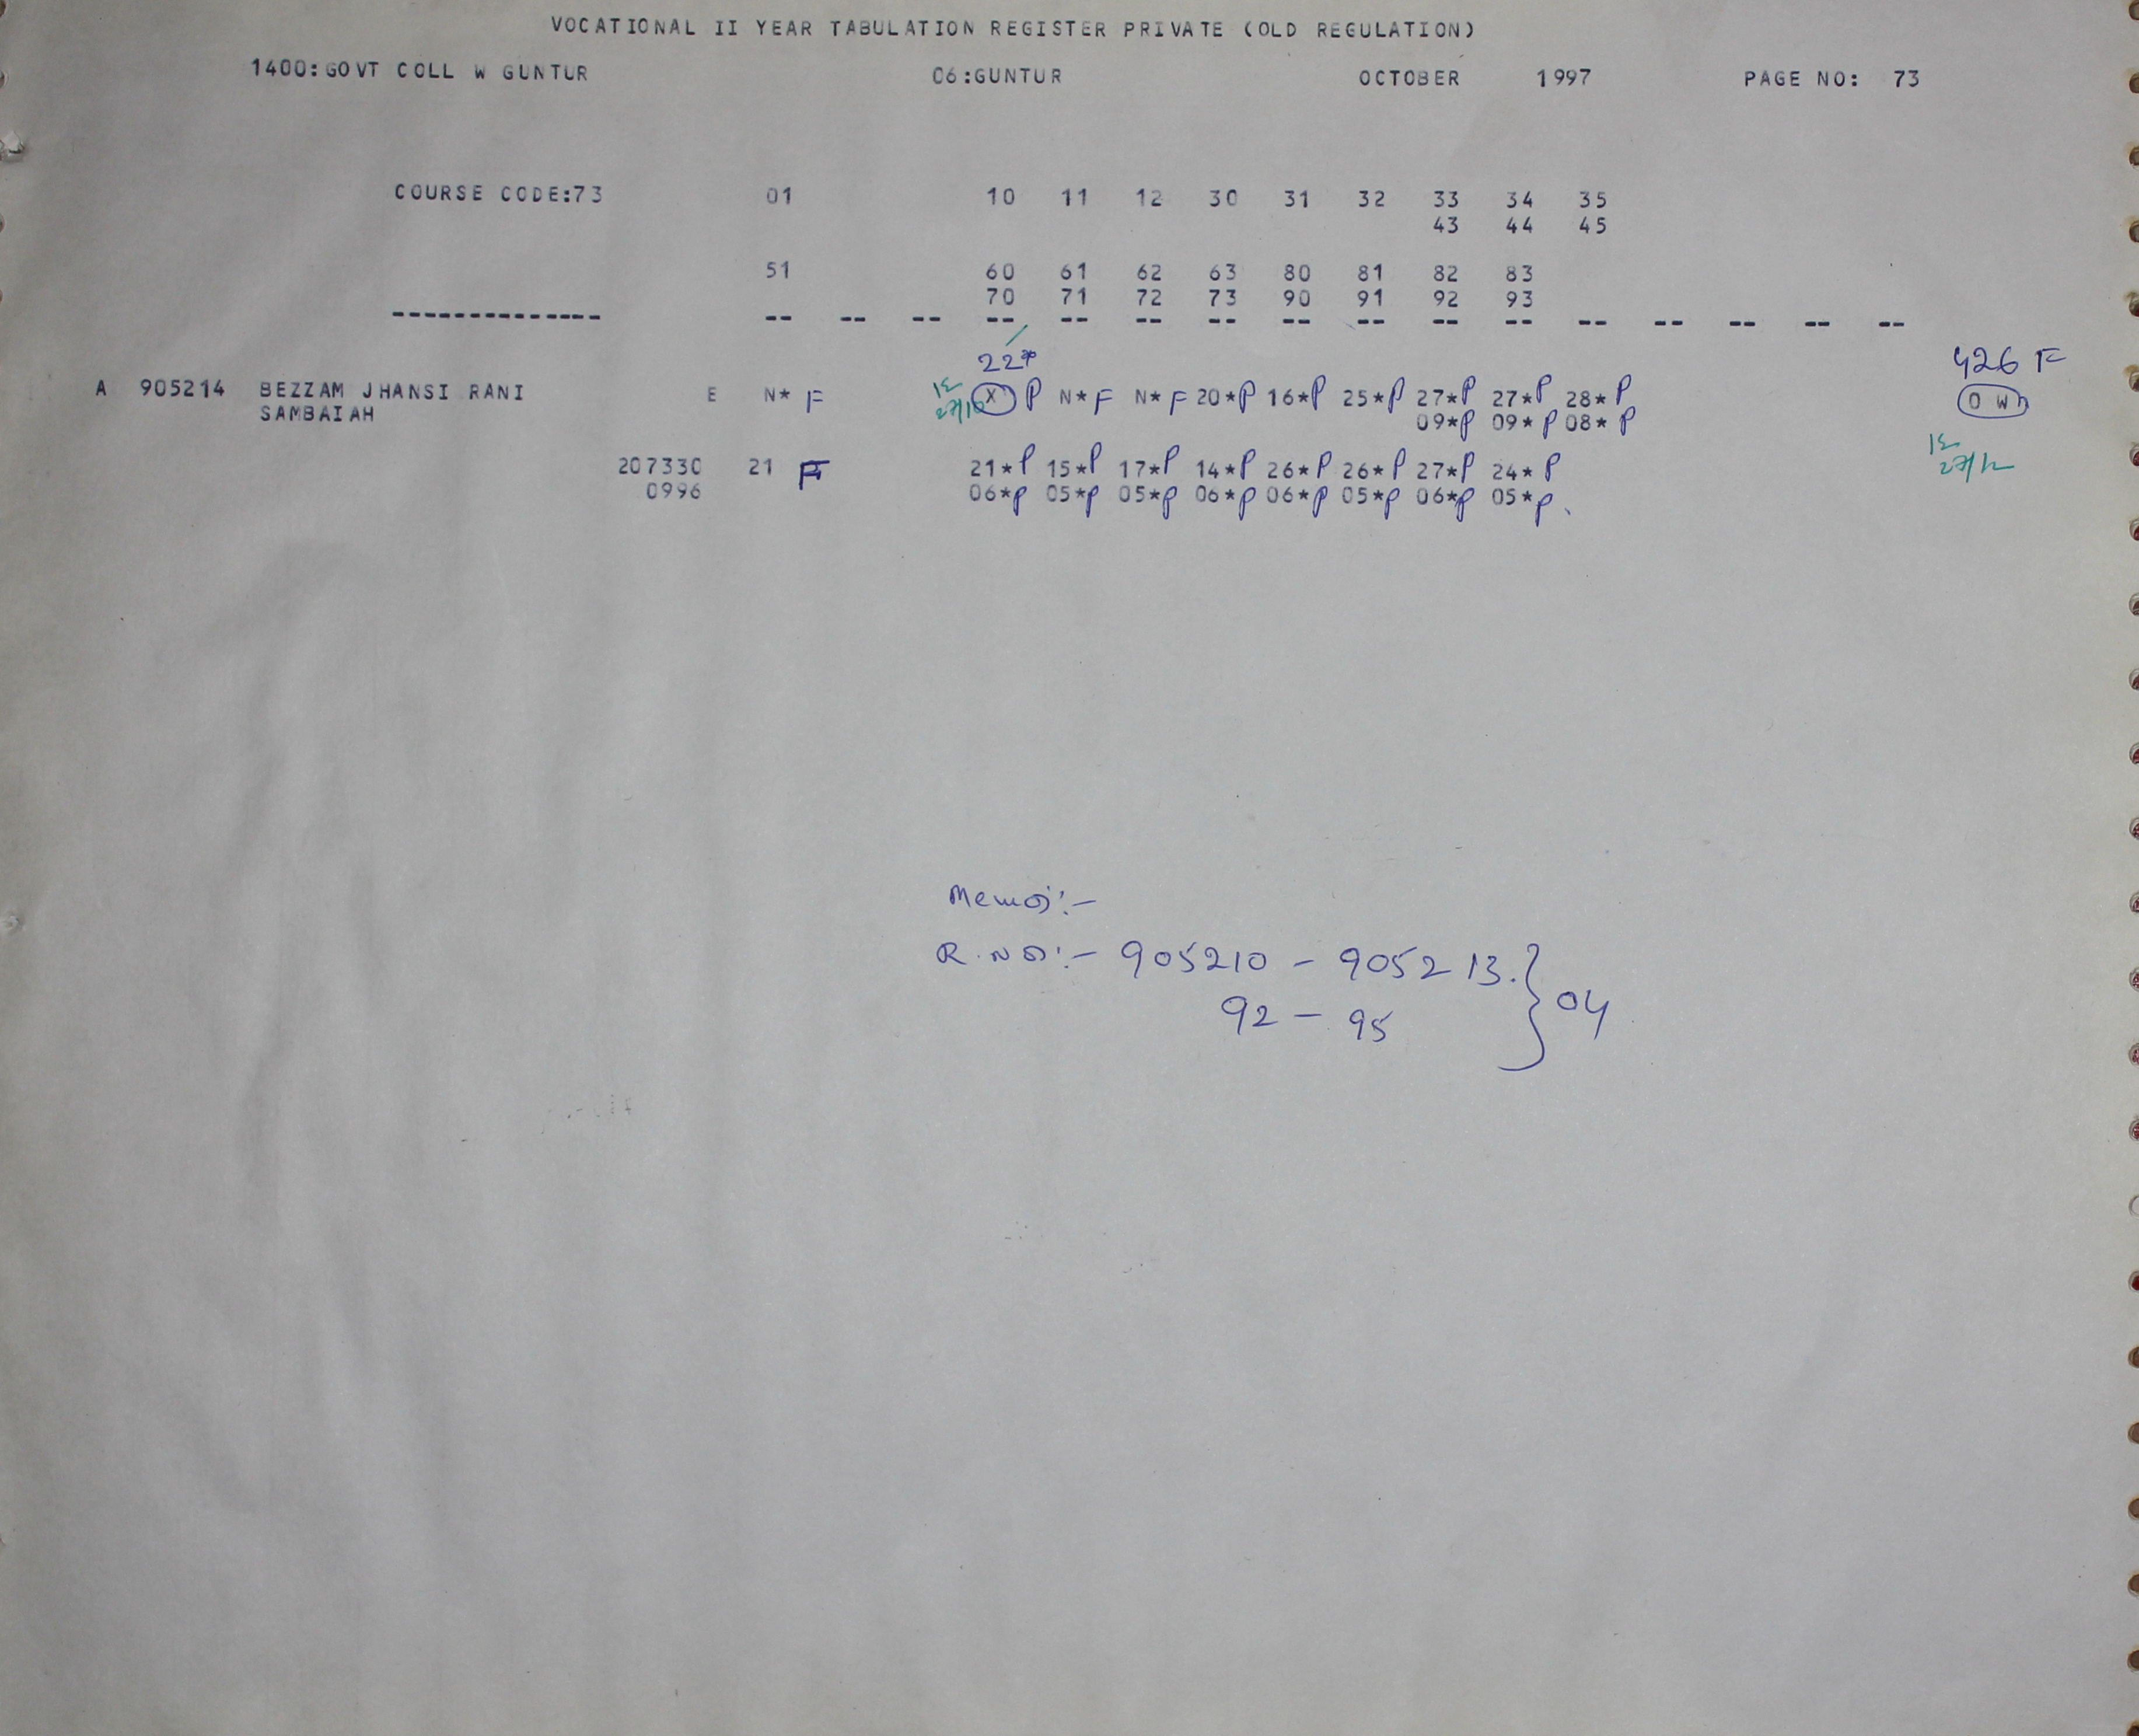 VOCATIONAL II YEAR TABULATION REGISTER PRIVATE (OLD REGULATION)
1400:GOVT COLL W GUNTUR 06:GUNTUR OCTOBER 1997 PAGE NO: 73
COURSE CODE:73 01 10 11 12 30 31 32 33 34 35
43 44 45
51 60 61 62 63 80 81 82 83
70 71 72 73 90 91 92 93
-------------- -- -- -- -- -- -- -- -- -- -- -- -- -- -- -- --
22* 426 F
A 905214 BEZZAM JHANSI RANI E N* F X P N* F N* F 20*P 16*P 25*P 27*P 27*P 28*P Own
SAMBAIAH 09*P 09*P 08*P
207330 21 F 21*P 15*P 17*P 14*P 26*P 26*P 27*P 24*P
0996 06*P 05*P 05*P 06*P 06*P 05*P 06*P 05*P
27/12
Memo:-
R.No:- 905210 - 905213. } 04
92 - 95